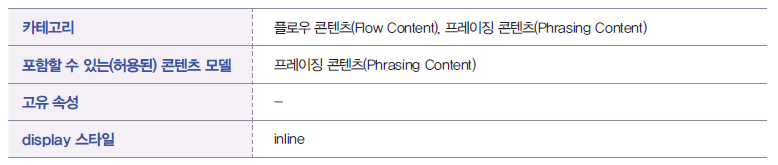 카테고리 플로우 콘텐츠(Flow Content), 프레이징 콘텐츠(Phrasing Content)
포함할 수 있는(허용된) 콘텐츠 모델 프레이징 콘텐츠(Phrasing Content)
고유 속성 –
display 스타일 inline